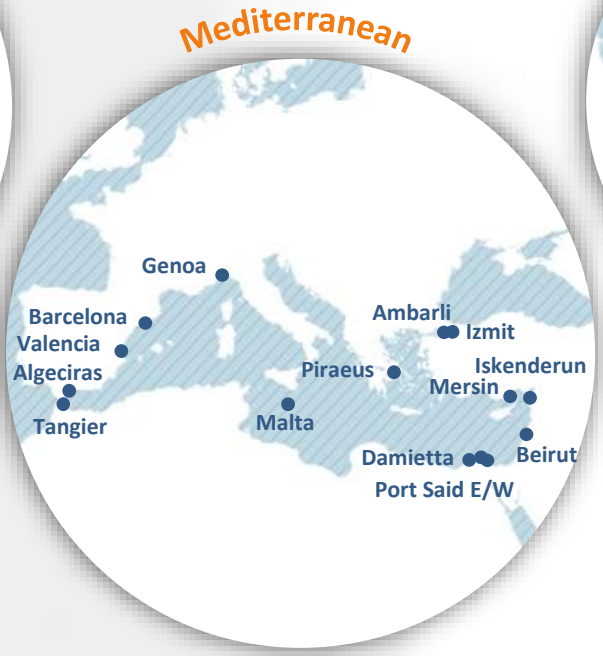 Mediterranean
Genoa
Barcelona
Valencia
Algeciras
Tangier
Malta
Piraeus
Ambarli
Izmit
Iskenderun
Mersin
Beirut
Damietta
Port Said E/W